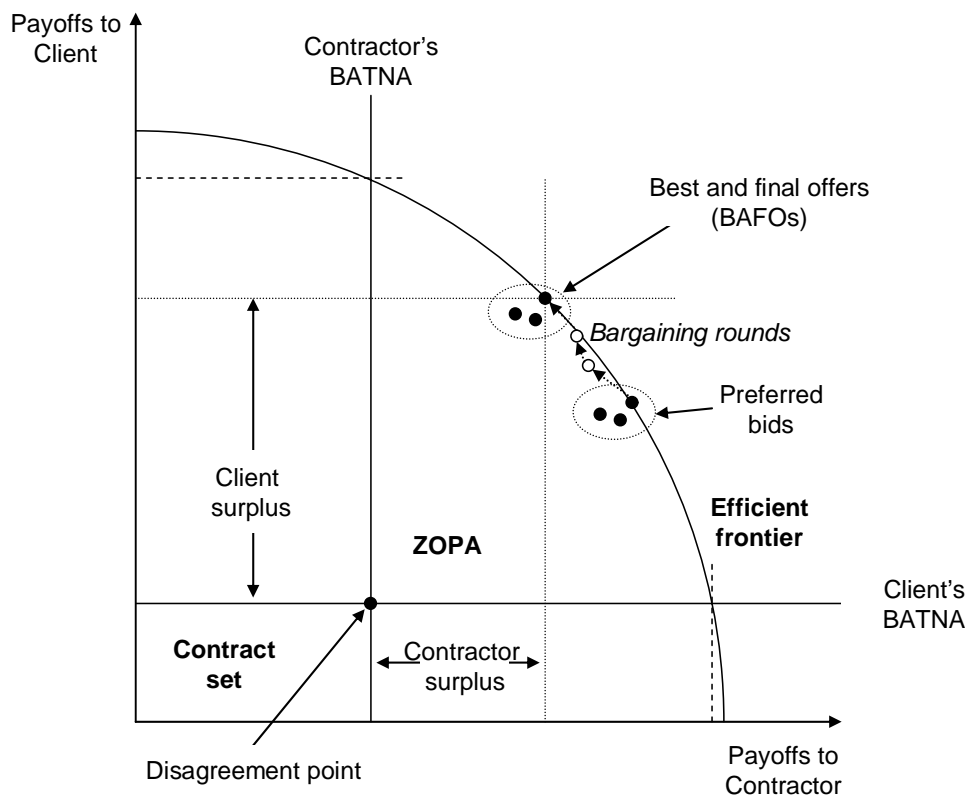 Payoffs to
Client
Contractor's
BATNA
Best and final offers
(BAFOs)
Bargaining rounds
Preferred
bids
Client
surplus
Efficient
frontier
ZOPA
Client's
BATNA
Contract
set
Contractor
surplus
Disagreement point
Payoffs to
Contractor